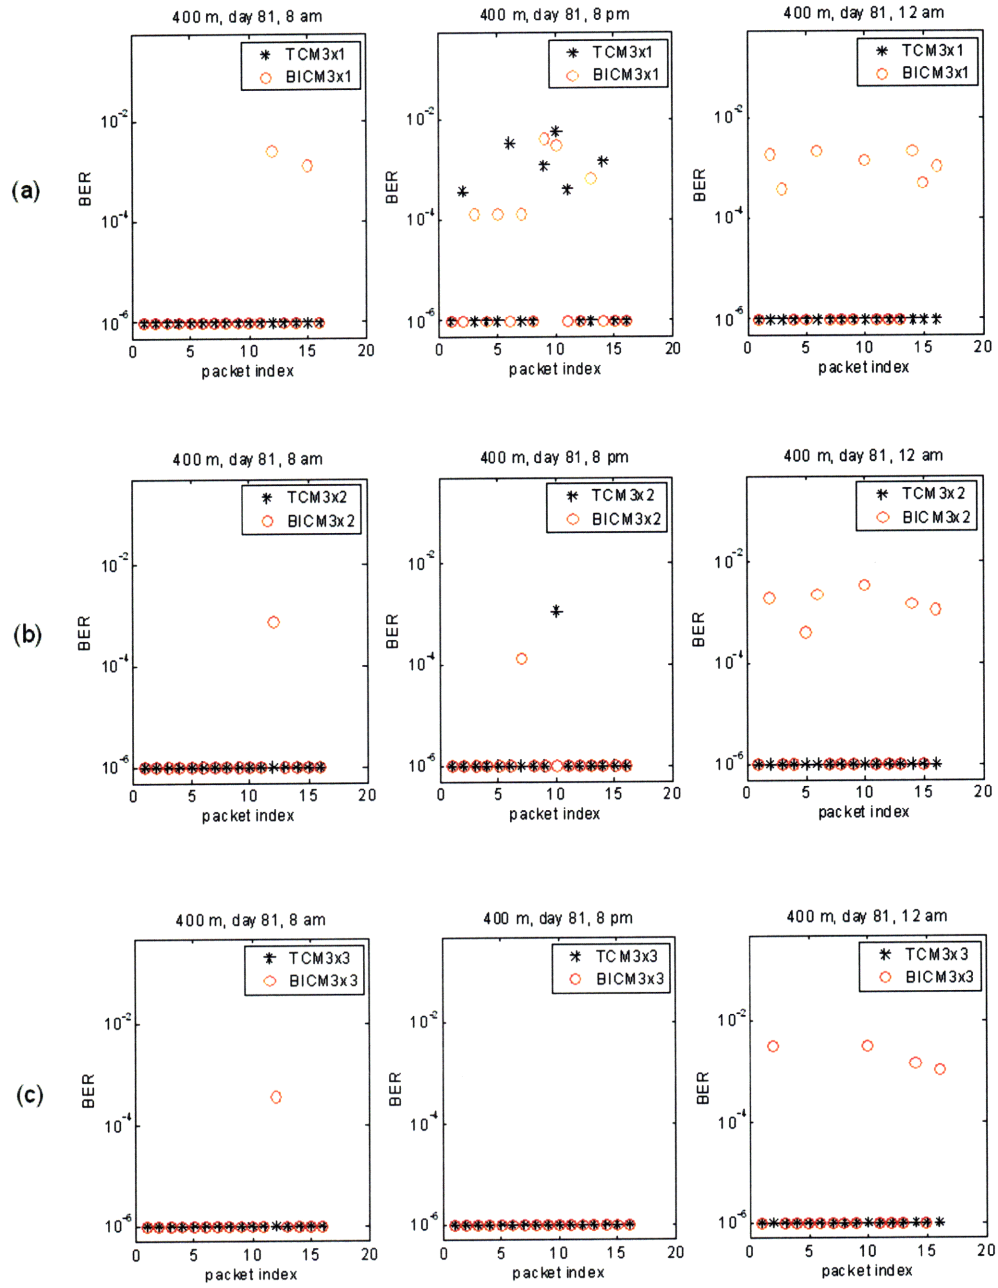 400 m, day 81, 8 am
TCM3x1
BICM3x1
10-2
10-4
10-6
BER
0 5 10 15 20
packet index
400 m, day 81, 8 pm
TCM3x1
BICM3x1
10-2
10-4
10-6
BER
0 5 10 15 20
packet index
400 m, day 81, 12 am
TCM3x1
BICM3x1
10-2
10-4
10-6
BER
0 5 10 15 20
packet index
(a)
400 m, day 81, 8 am
TCM3x2
BICM3x2
10-2
10-4
10-6
BER
0 5 10 15 20
packet index
400 m, day 81, 8 pm
TCM3x2
BICM3x2
10-2
10-4
10-6
BER
0 5 10 15 20
packet index
400 m, day 81, 12 am
TCM3x2
BICM3x2
10-2
10-4
10-6
BER
0 5 10 15 20
packet index
(b)
400 m, day 81, 8 am
TCM3x3
BICM3x3
10-2
10-4
10-6
BER
0 5 10 15 20
packet index
400 m, day 81, 8 pm
TCM3x3
BICM3x3
10-2
10-4
10-6
BER
0 5 10 15 20
packet index
400 m, day 81, 12 am
TCM3x3
BICM3x3
10-2
10-4
10-6
BER
0 5 10 15 20
packet index
(c)